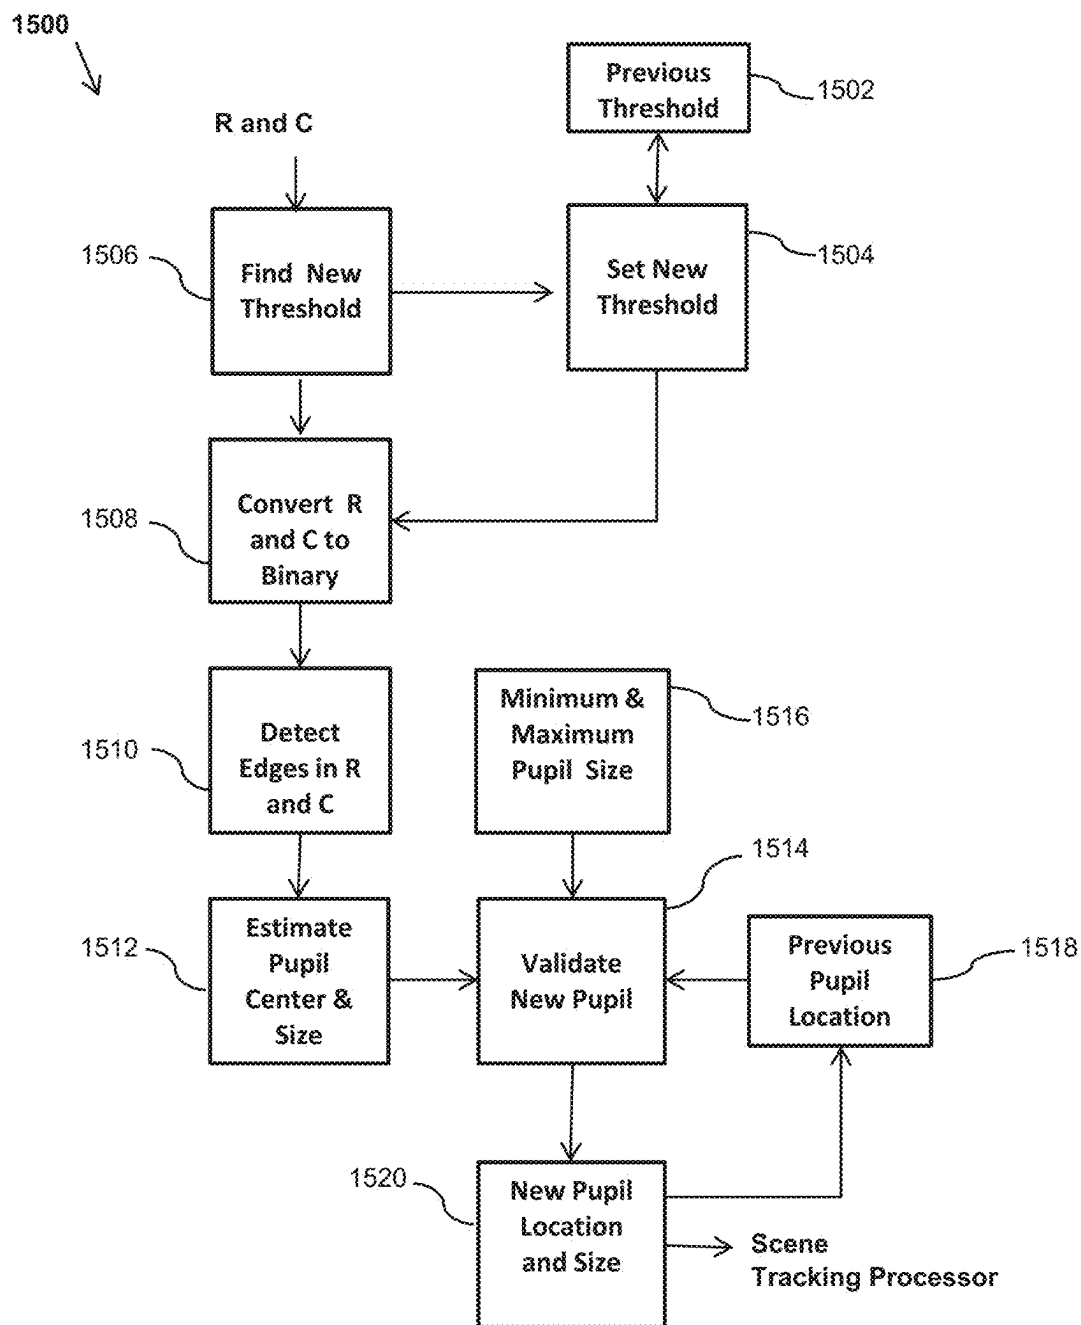 1500
Previous
Threshold
1502
R and C
1506
Find New
Threshold
Set New
Threshold
1504
1508
Convert R
and C to
Binary
1510
Detect
Edges in R
and C
Minimum &
Maximum
Pupil Size
1516
1514
1512
Estimate
Pupil
Center &
Size
Validate
New Pupil
Previous
Pupil
Location
1518
1520
New Pupil
Location
and Size
Scene
Tracking Processor